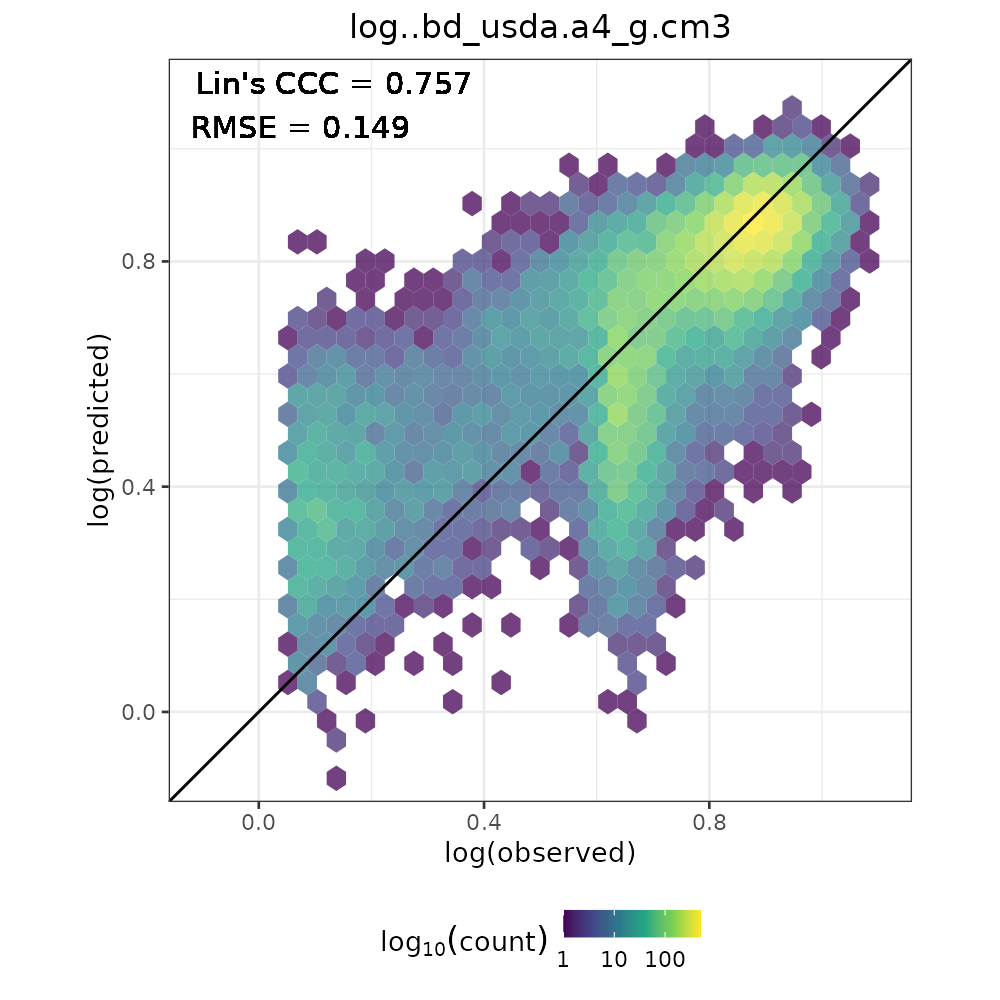 log..bd_usda.a4_g.cm3
Lin's CCC = 0.757
RMSE = 0.149
log(predicted)
0.8
0.4
0.0
0.0 0.4 0.8
log(observed)
log₁₀(count)
1 10 100